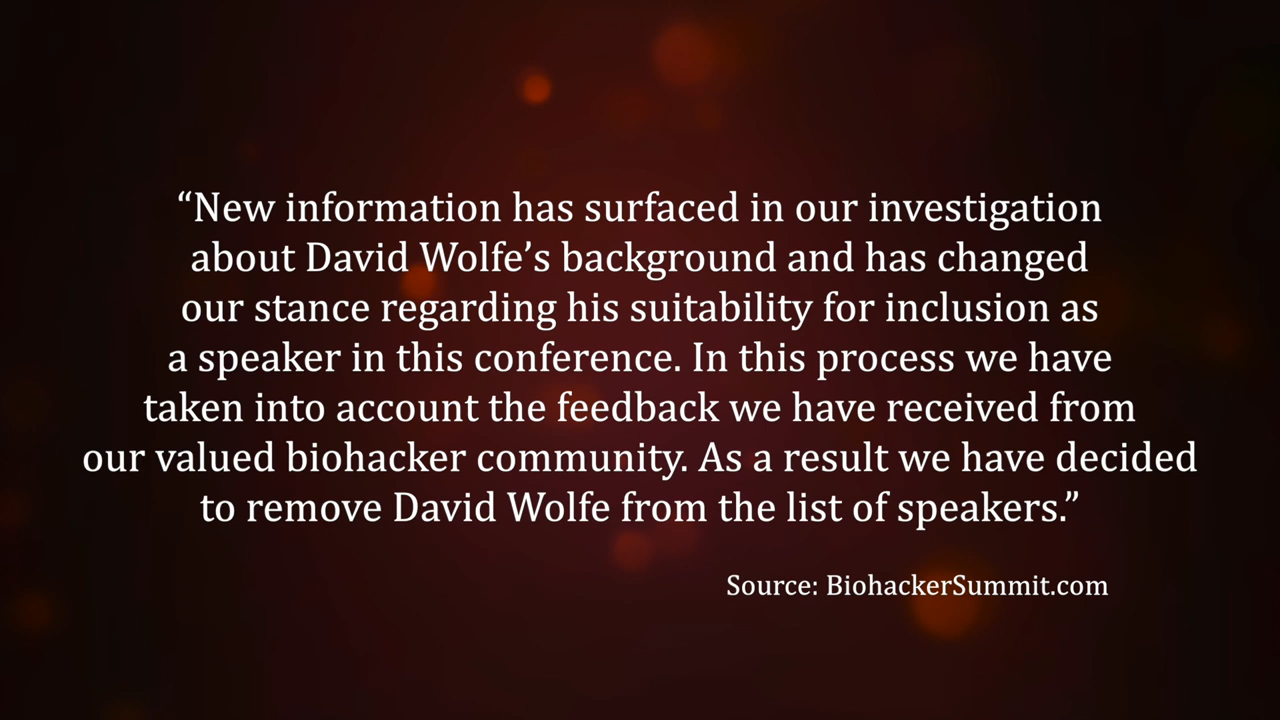 “New information has surfaced in our investigation
about David Wolfe’s background and has changed
our stance regarding his suitability for inclusion as
a speaker in this conference. In this process we have
taken into account the feedback we have received from
our valued biohacker community. As a result we have decided
to remove David Wolfe from the list of speakers.”
Source: BiohackerSummit.com